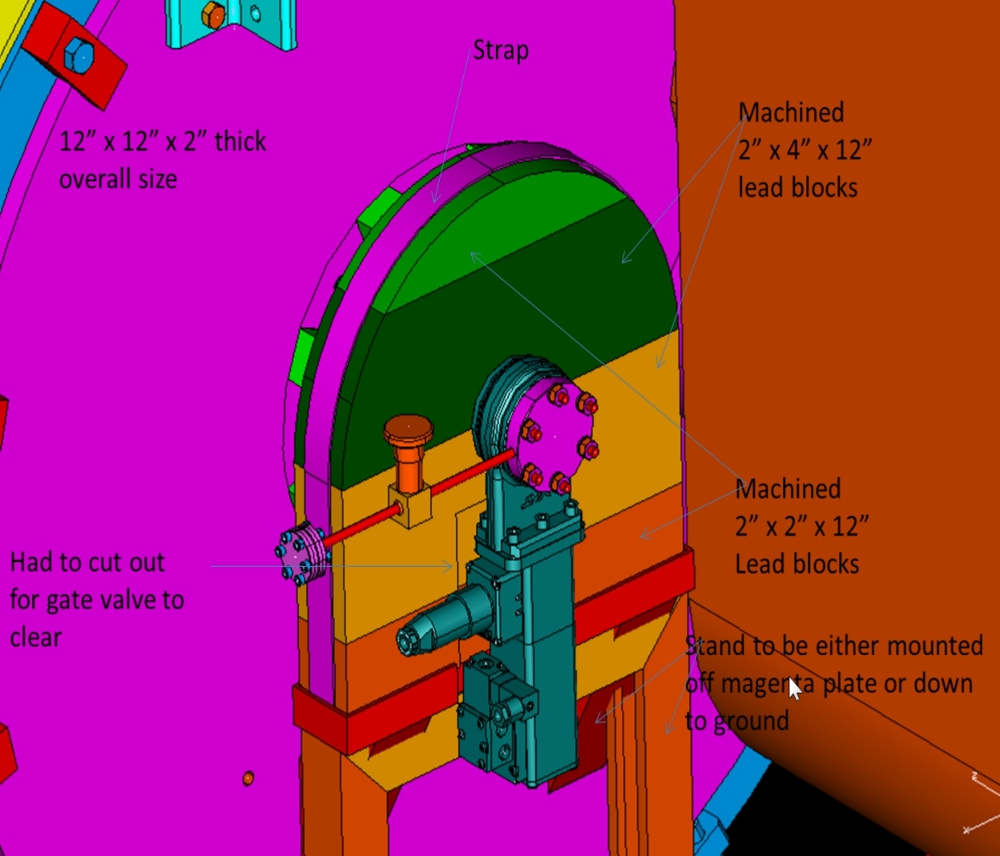 Strap
12” x 12” x 2” thick
overall size
Machined
2” x 4” x 12”
lead blocks
Machined
2” x 2” x 12”
Lead blocks
Had to cut out
for gate valve to
clear
Stand to be either mounted
off magenta plate or down
to ground
z
x